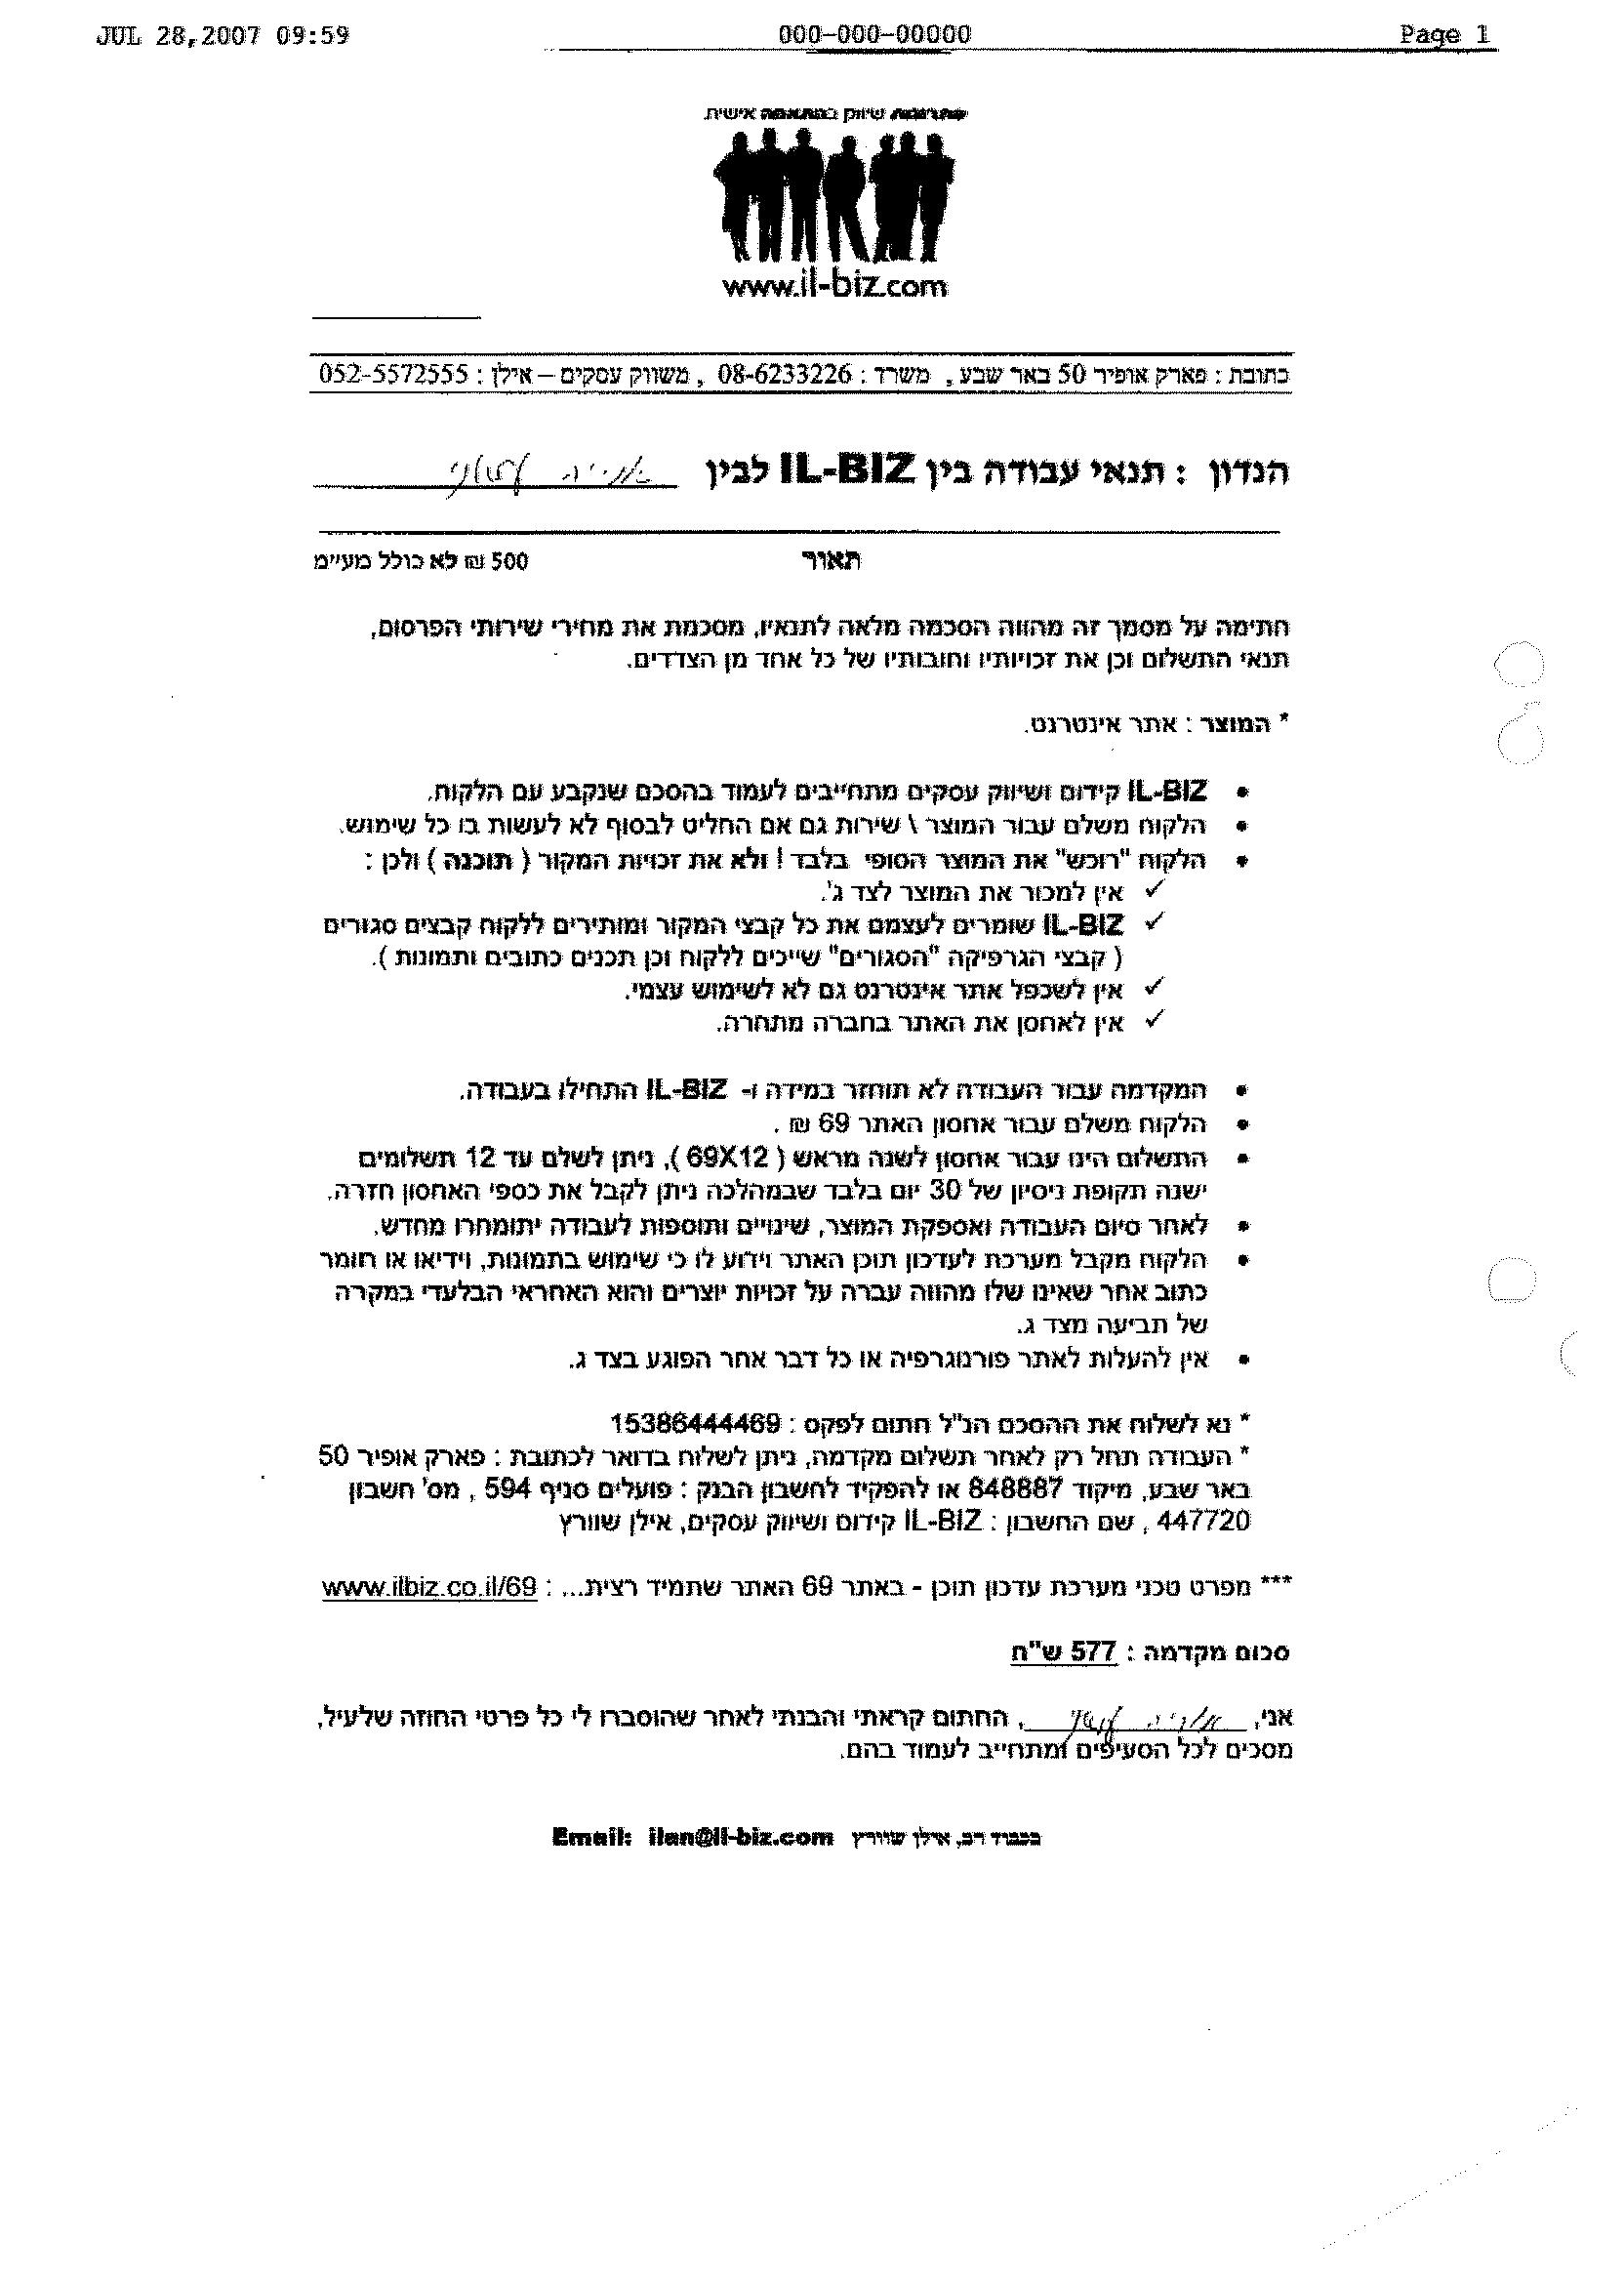 JUL 28,2007 09:59 000-000-00000 Page 1
פתרונות שיווק בהתאמה אישית
www.il-biz.com
כתובת : פארק אופיר 50 באר שבע , משרד : 08-6233226 , משווק עסקים – אילן : 052-5572555
הנדון : תנאי עבודה בין IL-BIZ לבין
תאור 500 ₪ לא כולל מע״מ
חתימה על מסמך זה מהווה הסכמה מלאה לתנאיו, מסכמת את מחירי שירותי הפרסום,
תנאי התשלום וכן את זכויותיו וחובותיו של כל אחד מן הצדדים.
* המוצר : אתר אינטרנט.
• IL-BIZ קידום ושיווק עסקים מתחייבים לעמוד בהסכם שנקבע עם הלקוח.
• הלקוח משלם עבור המוצר \ שירות גם אם החליט לבסוף לא לעשות בו כל שימוש.
• הלקוח "רוכש" את המוצר הסופי בלבד ! ולא את זכויות המקור ( תוכנה ) ולכן :
✓ אין למכור את המוצר לצד ג'.
✓ IL-BIZ שומרים לעצמם את כל קבצי המקור ומותירים ללקוח קבצים סגורים
( קבצי הגרפיקה "הסגורים" שייכים ללקוח וכן תכנים כתובים ותמונות ).
✓ אין לשכפל אתר אינטרנט גם לא לשימוש עצמי.
✓ אין לאחסן את האתר בחברה מתחרה.
• המקדמה עבור העבודה לא תוחזר במידה ו- IL-BIZ התחילו בעבודה.
• הלקוח משלם עבור אחסון האתר 69 ₪ .
• התשלום הינו עבור אחסון לשנה מראש ( 69X12 ), ניתן לשלם עד 12 תשלומים
ישנה תקופת ניסיון של 30 יום בלבד שבמהלכה ניתן לקבל את כספי האחסון חזרה.
• לאחר סיום העבודה ואספקת המוצר, שינויים ותוספות לעבודה יתומחרו מחדש.
• הלקוח מקבל מערכת לעדכון תוכן האתר וידוע לו כי שימוש בתמונות, וידיאו או חומר
כתוב אחר שאינו שלו מהווה עברה על זכויות יוצרים והוא האחראי הבלעדי במקרה
של תביעה מצד ג.
• אין להעלות לאתר פורנוגרפיה או כל דבר אחר הפוגע בצד ג.
* נא לשלוח את ההסכם הנ"ל חתום לפקס : 15386444469
* העבודה תחל רק לאחר תשלום מקדמה, ניתן לשלוח בדואר לכתובת : פארק אופיר 50
באר שבע, מיקוד 848887 או להפקיד לחשבון הבנק : פועלים סניף 594 , מס' חשבון
447720 , שם החשבון : IL-BIZ קידום ושיווק עסקים, אילן שוורץ
*** מפרט טכני מערכת עדכון תוכן - באתר 69 האתר שתמיד רצית... : www.ilbiz.co.il/69
סכום מקדמה : 577 ש"ח
אני, , החתום קראתי והבנתי לאחר שהוסברו לי כל פרטי החוזה שלעיל,
מסכים לכל הסעיפים ומתחייב לעמוד בהם.
בכבוד רב, אילן שוורץ Email: ilan@il-biz.com